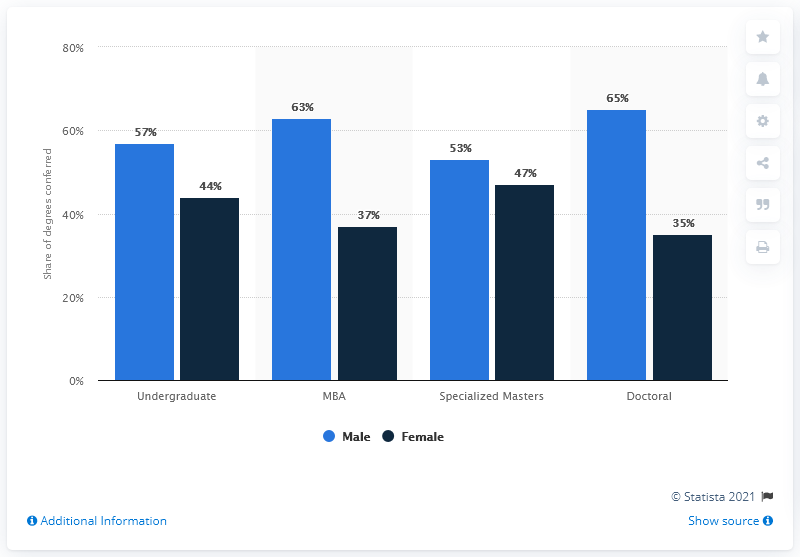 80%
60%
40%
20%
0%
Share of degrees conferred
57%
44%
63%
37%
53%
47%
65%
35%
Undergraduate
MBA
Specialized Masters
Doctoral
Male
Female
© Statista 2021
Additional Information
Show source